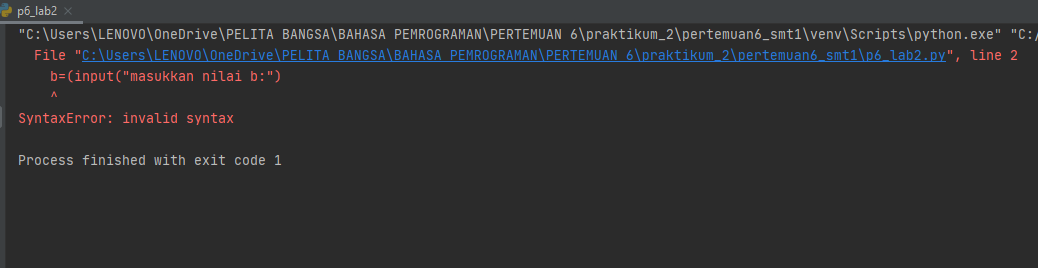 p6_lab2
"C:\Users\LENOVO\OneDrive\PELITA BANGSA\BAHASA PEMROGRAMAN\PERTEMUAN 6\praktikum_2\pertemuan6_smt1\venv\Scripts\python.exe" "C:/
File "C:\Users\LENOVO\OneDrive\PELITA BANGSA\BAHASA PEMROGRAMAN\PERTEMUAN 6\praktikum_2\pertemuan6_smt1\p6_lab2.py", line 2
b=(input("masukkan nilai b:")
^
SyntaxError: invalid syntax
Process finished with exit code 1